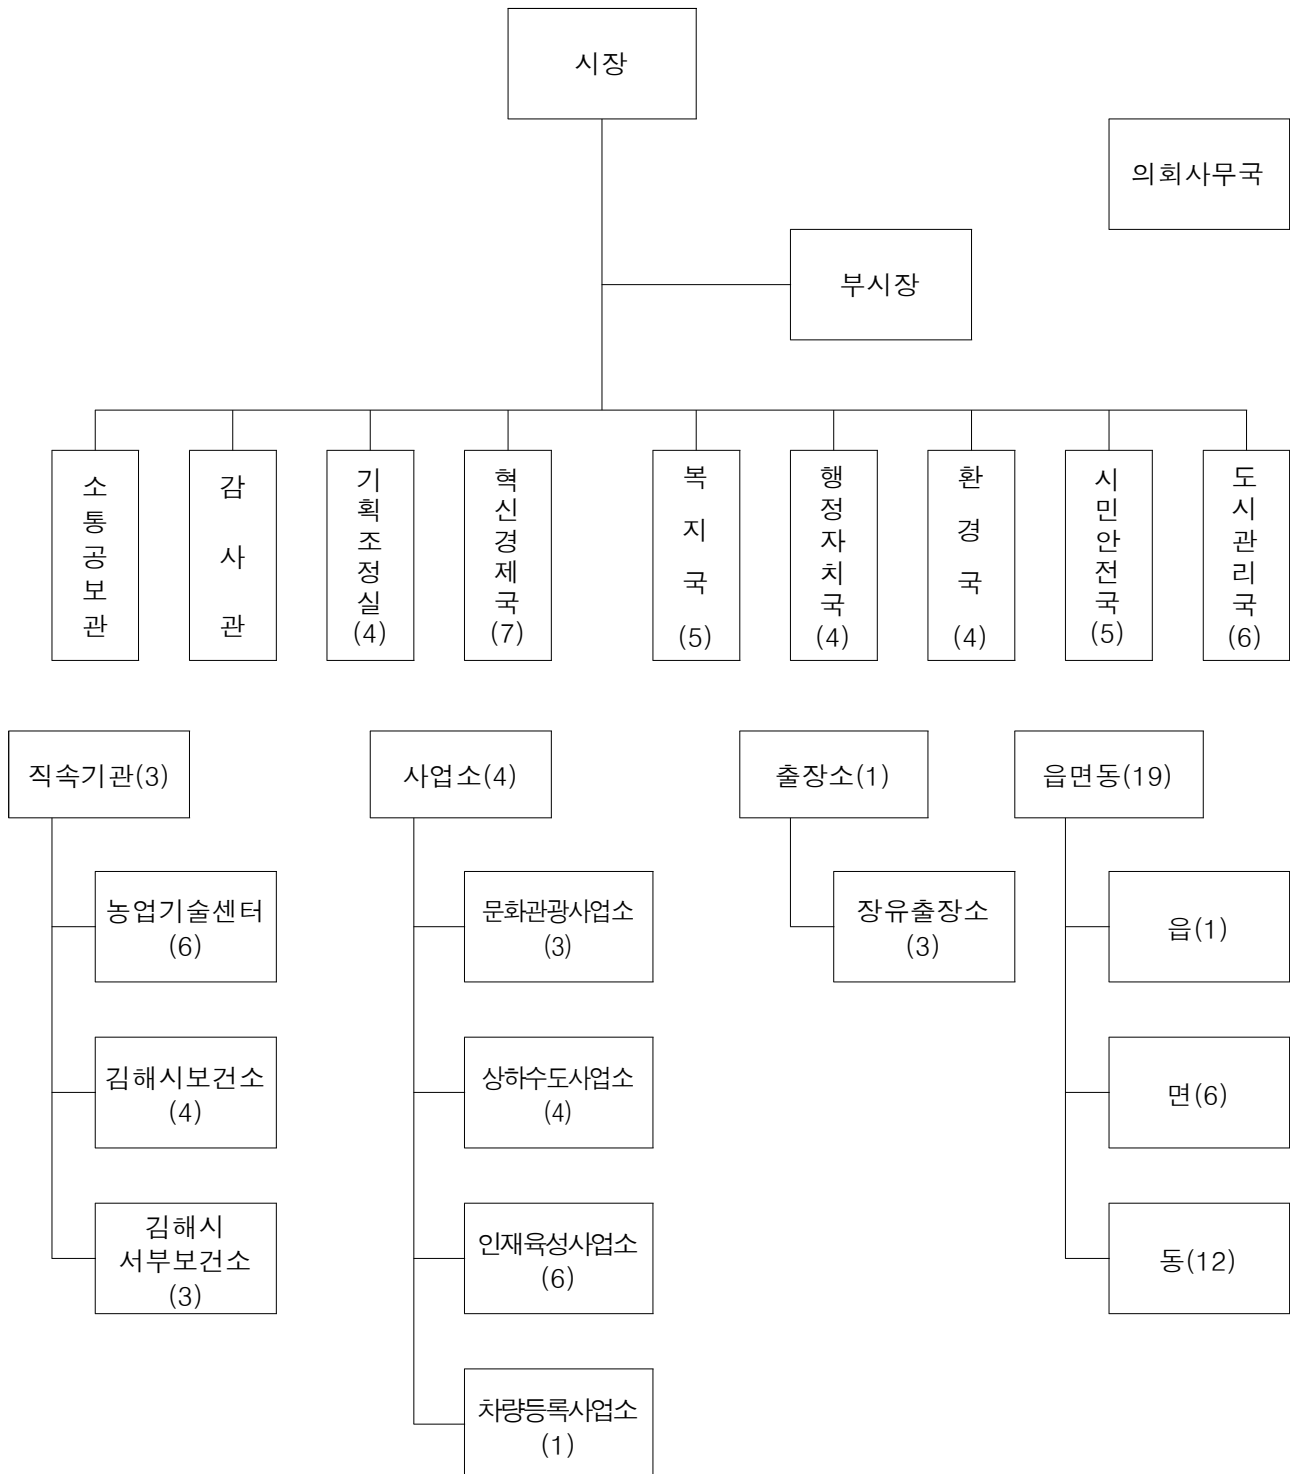 시장
의회사무국
부시장
소통공보관
감사관
기획조정실
(4)
혁신경제국
(7)
복지국
(5)
행정자치국
(4)
환경국
(4)
시민안전국
(5)
도시관리국
(6)
직속기관(3)
농업기술센터
(6)
김해시보건소
(4)
김해시
서부보건소
(3)
사업소(4)
문화관광사업소
(3)
상하수도사업소
(4)
인재육성사업소
(6)
차량등록사업소
(1)
출장소(1)
장유출장소
(3)
읍면동(19)
읍(1)
면(6)
동(12)